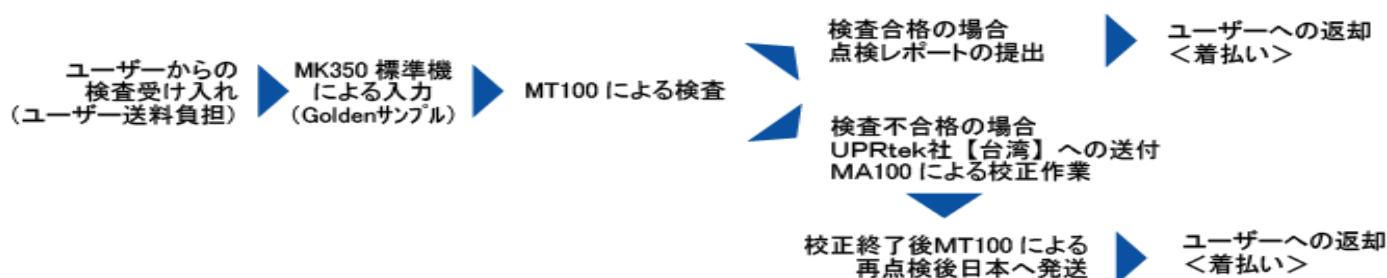 ユーザーからの
検査受け入れ
（ユーザー送料負担）
MK350 標準機
による入力
（Goldenサンプル）
MT100 による検査
検査合格の場合
点検レポートの提出
ユーザーへの返却
＜着払い＞
検査不合格の場合
UPRtek社【台湾】への送付
MA100 による校正作業
校正終了後MT100 による
再点検後日本へ発送
ユーザーへの返却
＜着払い＞